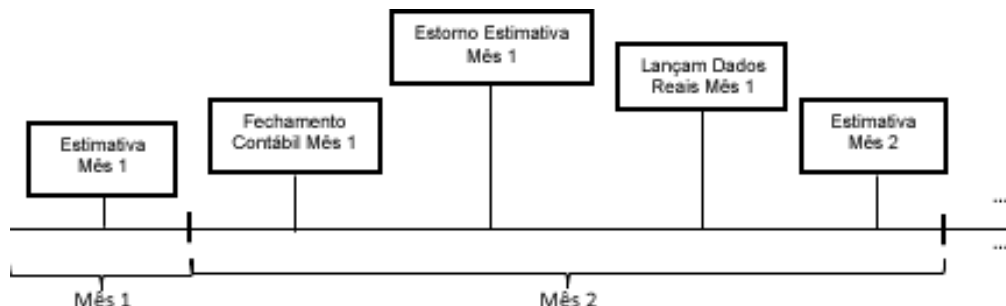 Estorno Estimativa
Mês 1
Lançam Dados
Reais Mês 1
Fechamento
Contábil Mês 1
Estimativa
Mês 2
Estimativa
Mês 1
...
...
Mês 1
Mês 2